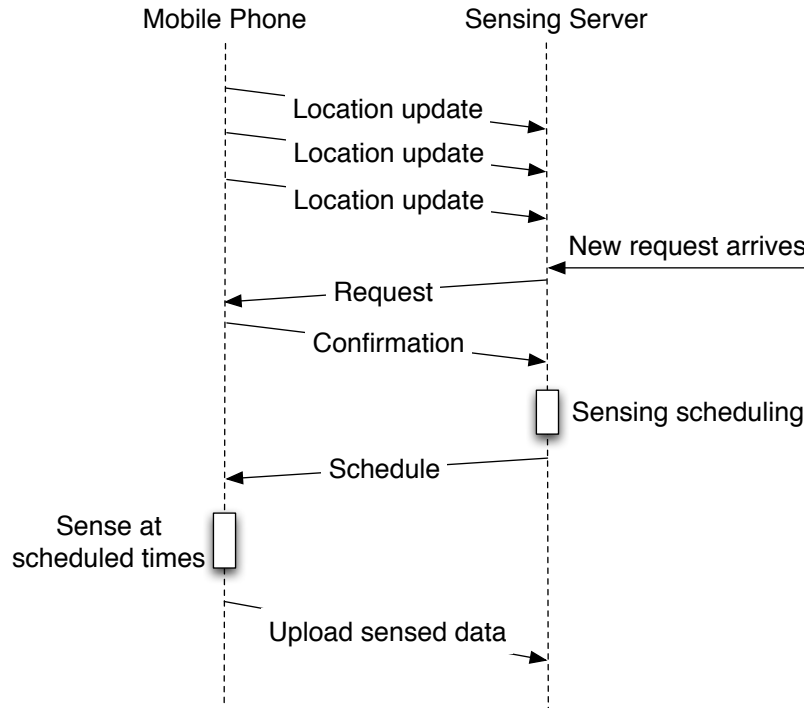 Mobile Phone
Sensing Server
Location update
Location update
Location update
New request arrives
Request
Confirmation
Sensing scheduling
Schedule
Sense at
scheduled times
Upload sensed data